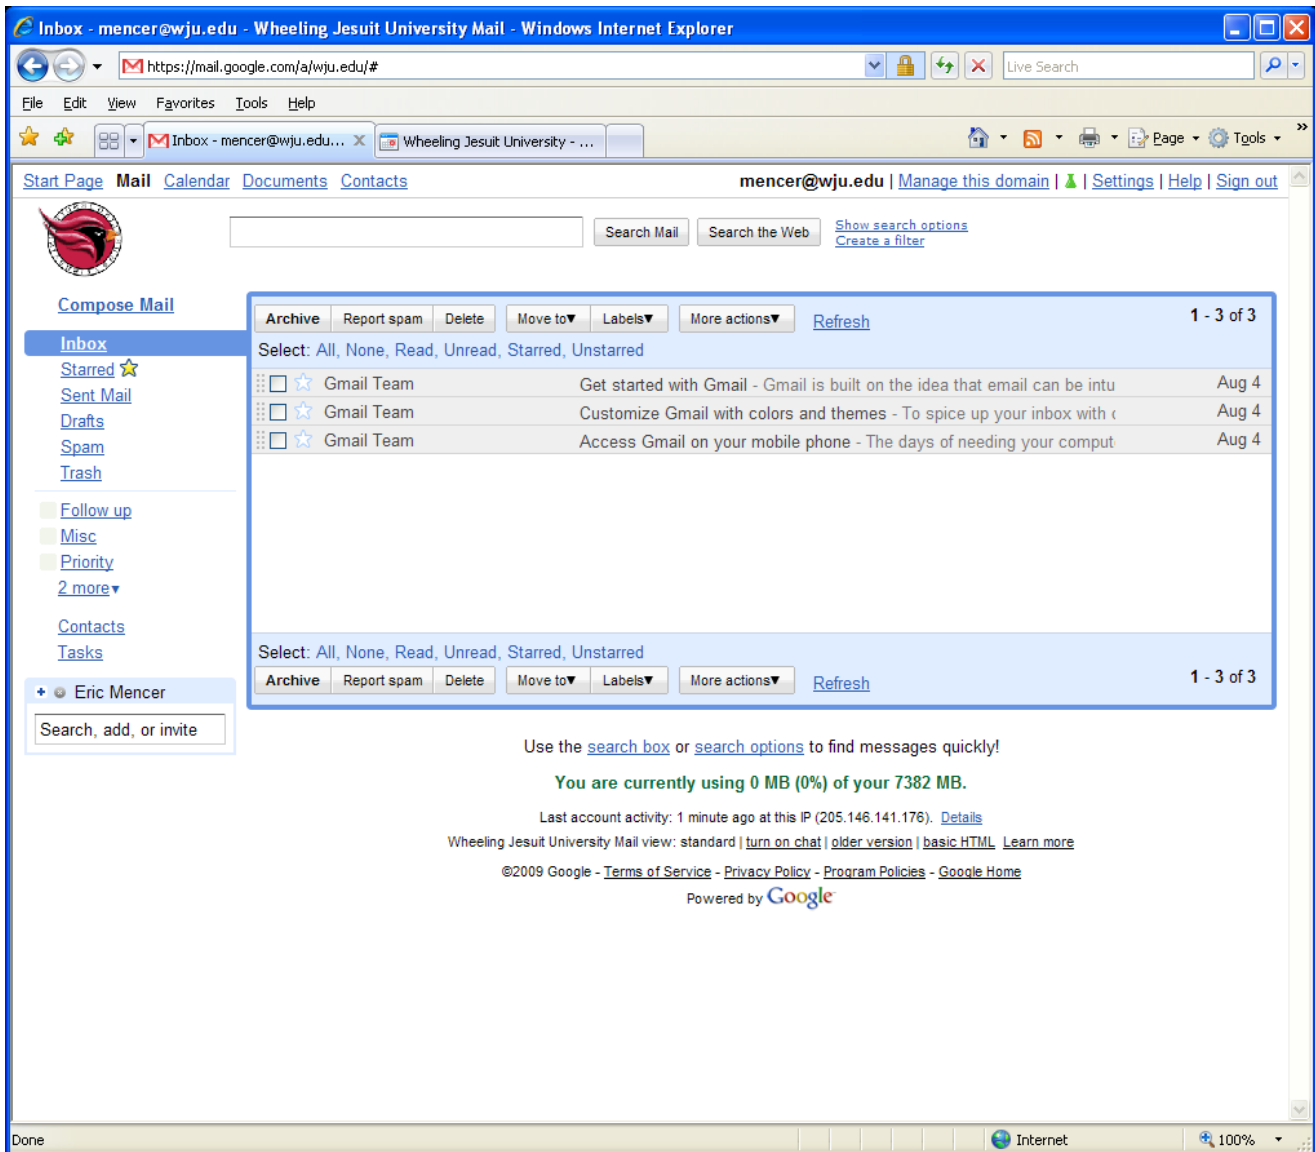 Inbox - mencer@wju.edu - Wheeling Jesuit University Mail - Windows Internet Explorer
https://mail.google.com/a/wju.edu/# Live Search
File Edit View Favorites Tools Help
Inbox - mencer@wju.edu... Wheeling Jesuit University - ... Page Tools
Start Page Mail Calendar Documents Contacts mencer@wju.edu | Manage this domain | | Settings | Help | Sign out
Search Mail Search the Web Show search options
Create a filter
Compose Mail
Archive Report spam Delete Move to▼ Labels▼ More actions▼ Refresh 1 - 3 of 3
Inbox
Select: All, None, Read, Unread, Starred, Unstarred
Starred
Sent Mail
Drafts
Spam
Trash
Gmail Team Get started with Gmail - Gmail is built on the idea that email can be intu Aug 4
Gmail Team Customize Gmail with colors and themes - To spice up your inbox with c Aug 4
Gmail Team Access Gmail on your mobile phone - The days of needing your comput Aug 4
Follow up
Misc
Priority
2 more▾
Contacts
Tasks
Select: All, None, Read, Unread, Starred, Unstarred
Archive Report spam Delete Move to▼ Labels▼ More actions▼ Refresh 1 - 3 of 3
Eric Mencer
Search, add, or invite
Use the search box or search options to find messages quickly!
You are currently using 0 MB (0%) of your 7382 MB.
Last account activity: 1 minute ago at this IP (205.146.141.176). Details
Wheeling Jesuit University Mail view: standard | turn on chat | older version | basic HTML Learn more
©2009 Google - Terms of Service - Privacy Policy - Program Policies - Google Home
Powered by Google
Done Internet 100%